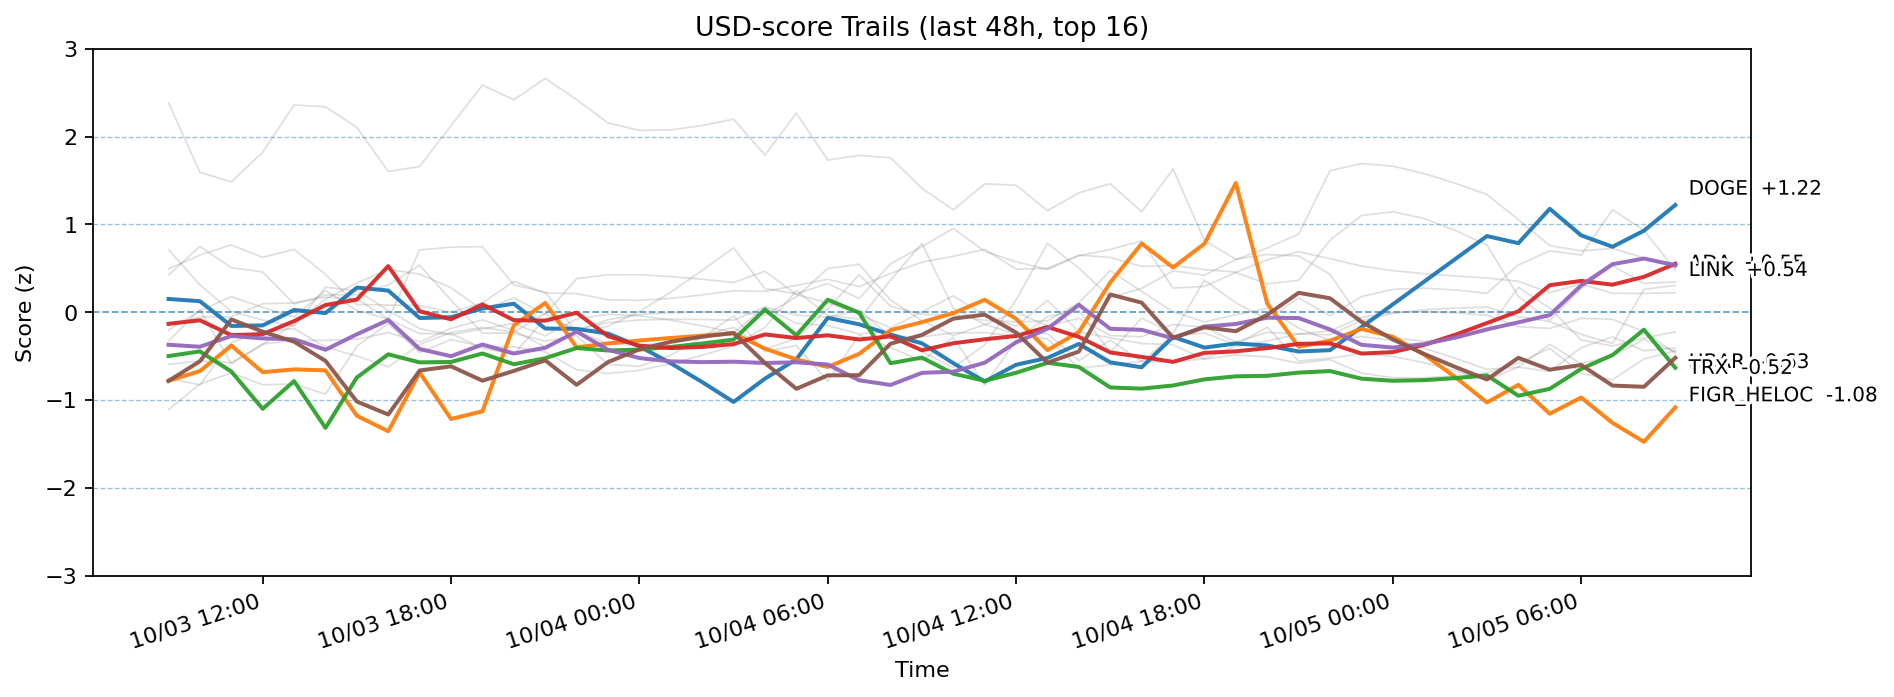 USD-score Trails (last 48h, top 16)
3
2
1
0
−1
−2
−3
Score (z)
DOGE +1.22
LINK +0.54
TRX -0.52
FIGR_HELOC -1.08
10/03 12:00
10/03 18:00
10/04 00:00
10/04 06:00
10/04 12:00
10/04 18:00
10/05 00:00
10/05 06:00
Time